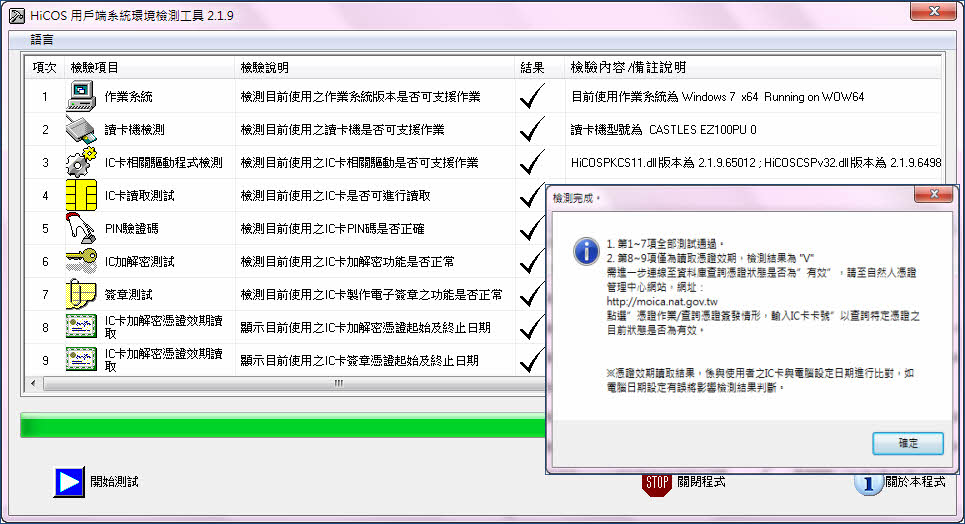 HiCOS 用戶端系統環境檢測工具 2.1.9
語言
項次 檢驗項目 檢驗說明 結果 檢驗內容/備註說明
1 作業系統 檢測目前使用之作業系統版本是否可支援作業 目前使用作業系統為 Windows 7 x64 Running on WOW64
2 讀卡機檢測 檢測目前使用之讀卡機是否可支援作業 讀卡機型號為 CASTLES EZ100PU 0
3 IC卡相關驅動程式檢測 檢測目前使用之IC卡相關驅動是否可支援作業 HiCOSPKCS11.dll版本為 2.1.9.65012 ; HiCOSCSPv32.dll版本為 2.1.9.6498
4 IC卡讀取測試 檢測目前使用之IC卡是否可進行讀取
5 PIN驗證碼 檢測目前使用之IC卡PIN碼是否正確
6 IC加解密測試 檢測目前使用之IC卡加解密功能是否正常
7 簽章測試 檢測目前使用之IC卡製作電子簽章之功能是否正常
8 IC卡加解密憑證效期讀取 顯示目前使用之IC卡加解密憑證起始及終止日期
9 IC卡加解密憑證效期讀取 顯示目前使用之IC卡簽章憑證起始及終止日期
檢測完成。
1. 第1~7項全部測試通過。
2. 第8~9項僅為讀取憑證效期，檢測結果為 "V"
需進一步連線至資料庫查詢憑證狀態是否為" 有效"，請至自然人憑證
管理中心網站，網址：
http://moica.nat.gov.tw
點選" 憑證作業/查詢憑證簽發情形，輸入IC卡卡號"以查詢特定憑證之
目前狀態是否為有效。
※憑證效期讀取結果，係與使用者之IC卡與電腦設定日期進行比對，如
電腦日期設定有誤將影響檢測結果判斷。
確定
開始測試
STOP 關閉程式
關於本程式